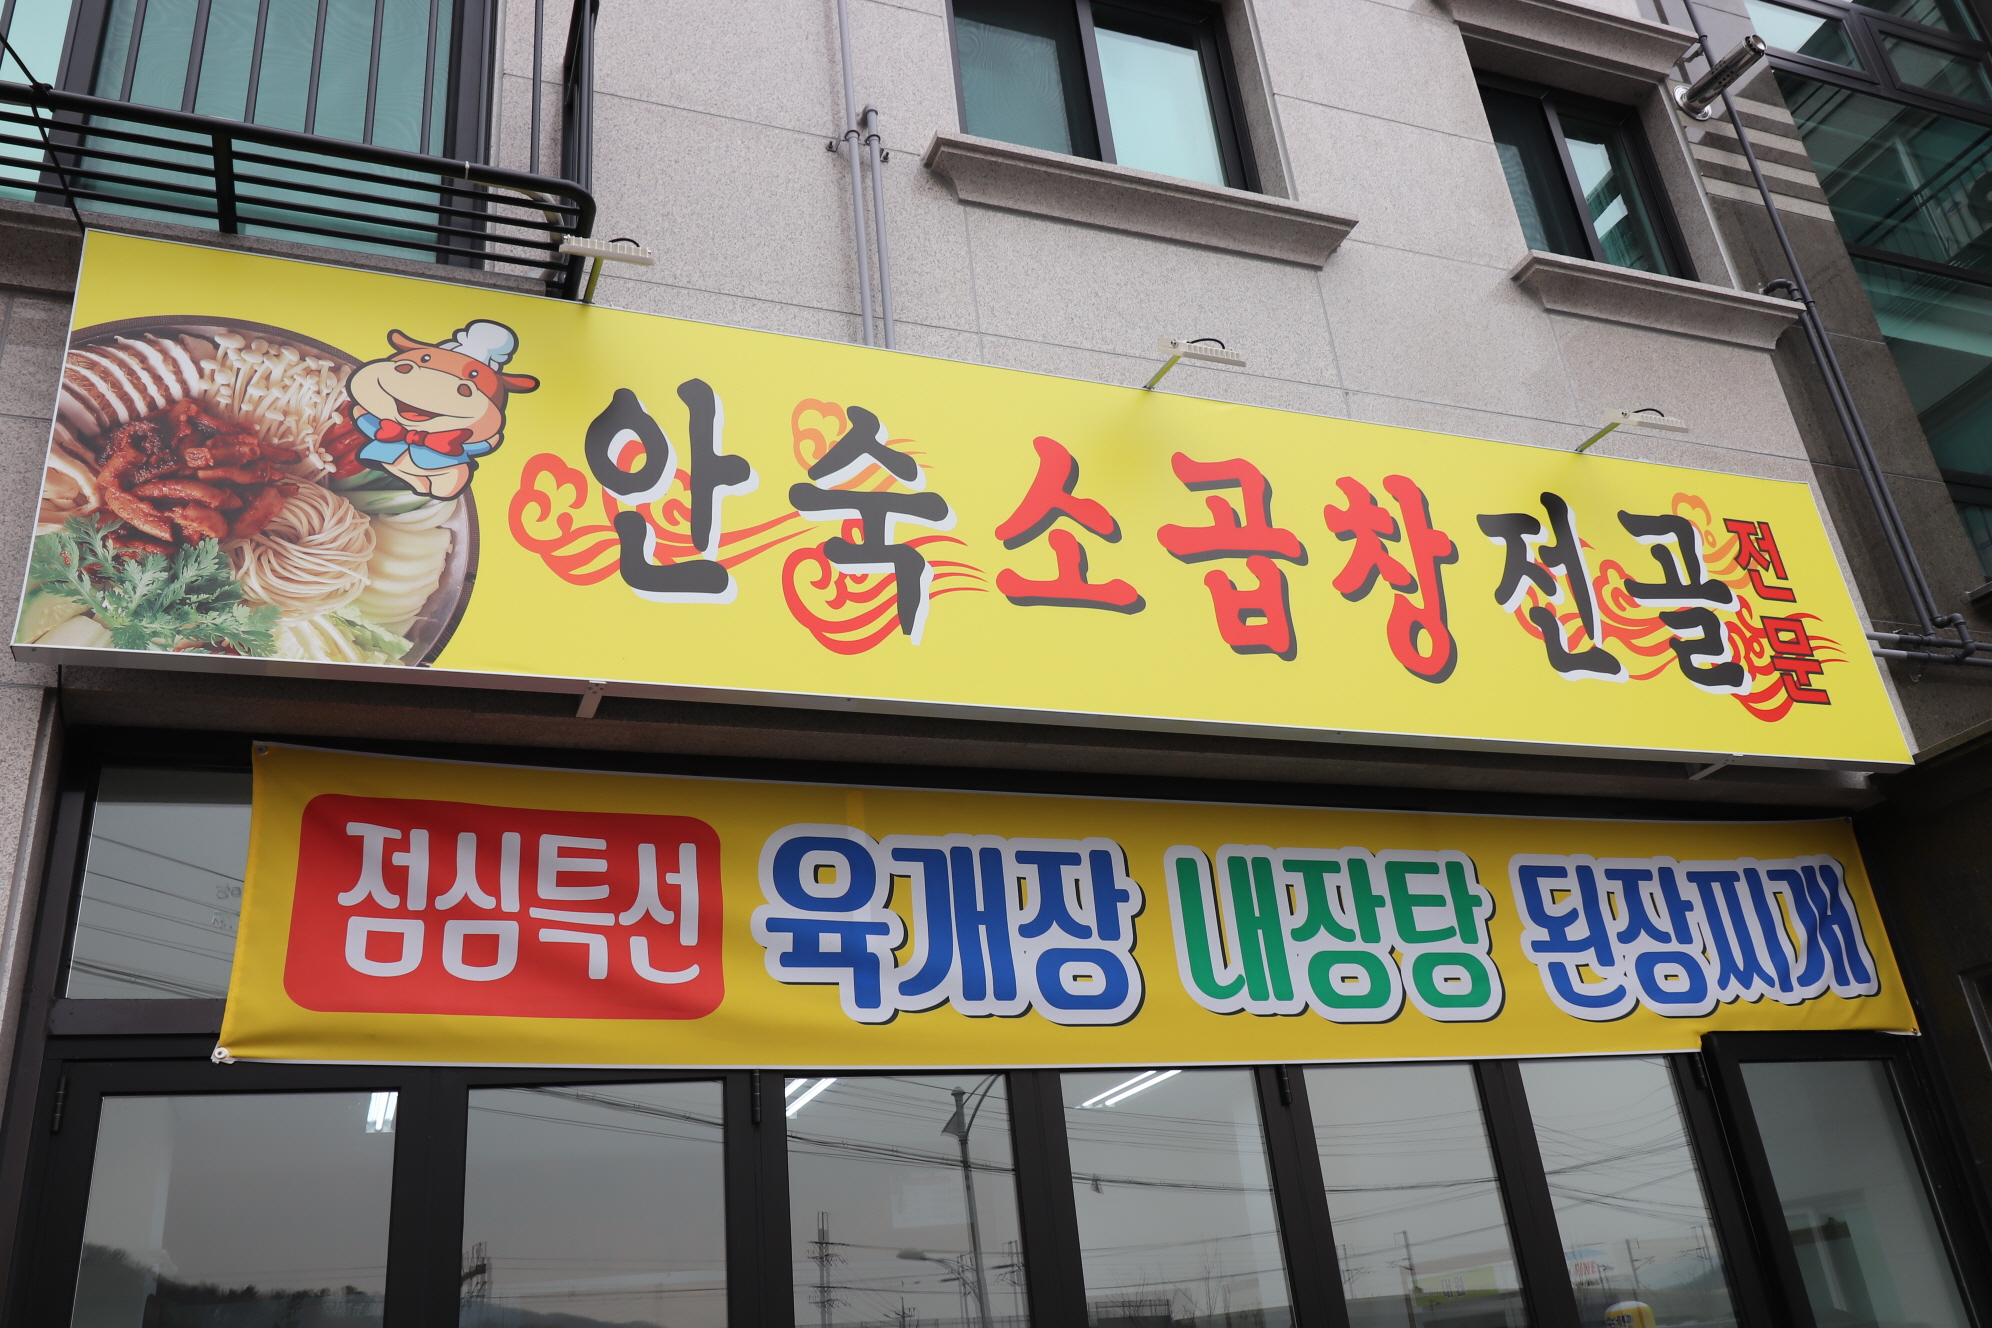 안숙소곱창전골 전문
점심특선 육개장 내장탕 된장찌개